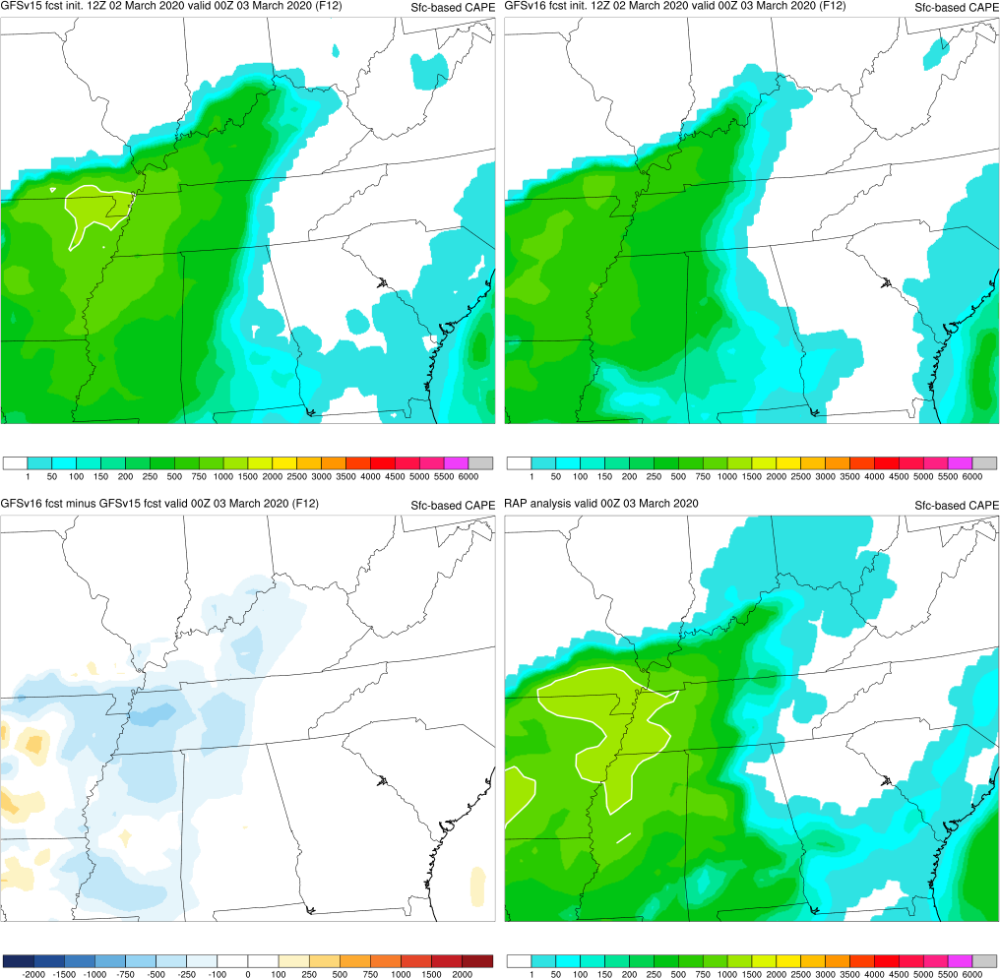 GFSv15 fcst init. 12Z 02 March 2020 valid 00Z 03 March 2020 (F12) Sfc-based CAPE
GFSv16 fcst init. 12Z 02 March 2020 valid 00Z 03 March 2020 (F12) Sfc-based CAPE
1 50 100 150 200 250 500 750 1000 1500 2000 2500 3000 3500 4000 4500 5000 5500 6000
1 50 100 150 200 250 500 750 1000 1500 2000 2500 3000 3500 4000 4500 5000 5500 6000
GFSv16 fcst minus GFSv15 fcst valid 00Z 03 March 2020 (F12) Sfc-based CAPE
RAP analysis valid 00Z 03 March 2020 Sfc-based CAPE
-2000 -1500 -1000 -750 -500 -250 -100 0 100 250 500 750 1000 1500 2000
1 50 100 150 200 250 500 750 1000 1500 2000 2500 3000 3500 4000 4500 5000 5500 6000